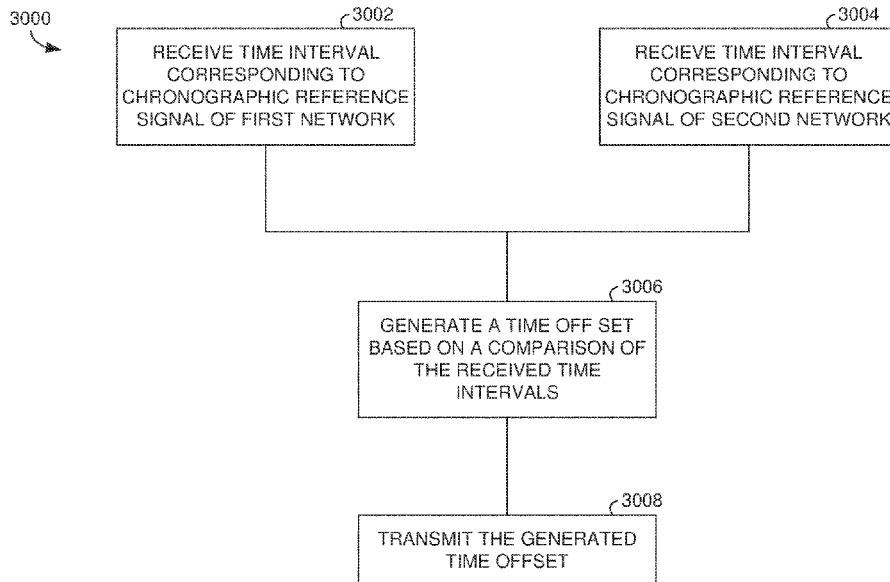 3000
3002
RECEIVE TIME INTERVAL
CORRESPONDING TO
CHRONOGRAPHIC REFERENCE
SIGNAL OF FIRST NETWORK
3004
RECIEVE TIME INTERVAL
CORRESPONDING TO
CHRONOGRAPHIC REFERENCE
SIGNAL OF SECOND NETWORK
3006
GENERATE A TIME OFF SET
BASED ON A COMPARISON OF
THE RECEIVED TIME
INTERVALS
3008
TRANSMIT THE GENERATED
TIME OFFSET